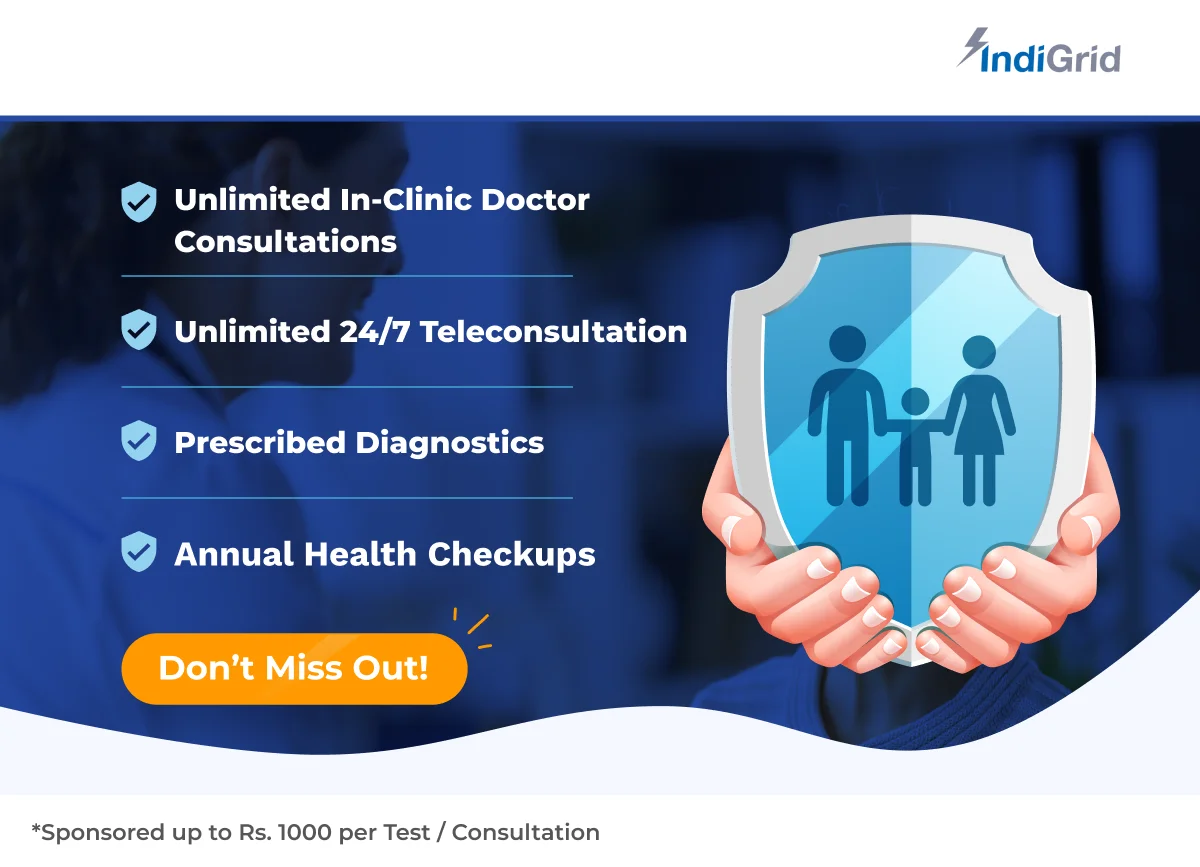 IndiGrid
Unlimited In-Clinic Doctor
Consultations
Unlimited 24/7 Teleconsultation
Prescribed Diagnostics
Annual Health Checkups
Don’t Miss Out!
*Sponsored up to Rs. 1000 per Test / Consultation